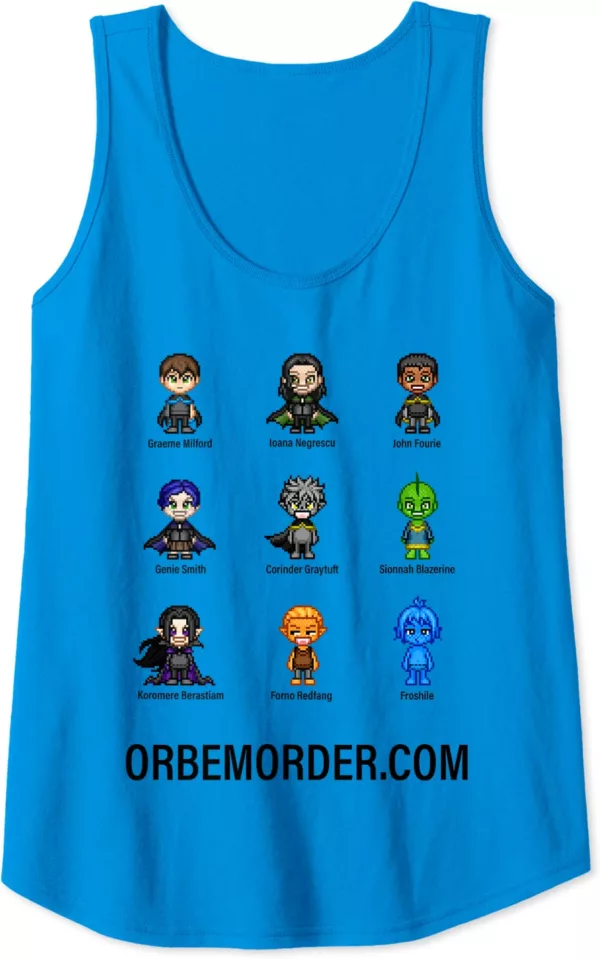 Graeme Milford
Ioana Negrescu
John Fourie
Genie Smith
Corinder Graytuft
Sionnah Blazerine
Koromere Berastiam
Forno Redfang
Froshile
ORBEMORDER.COM